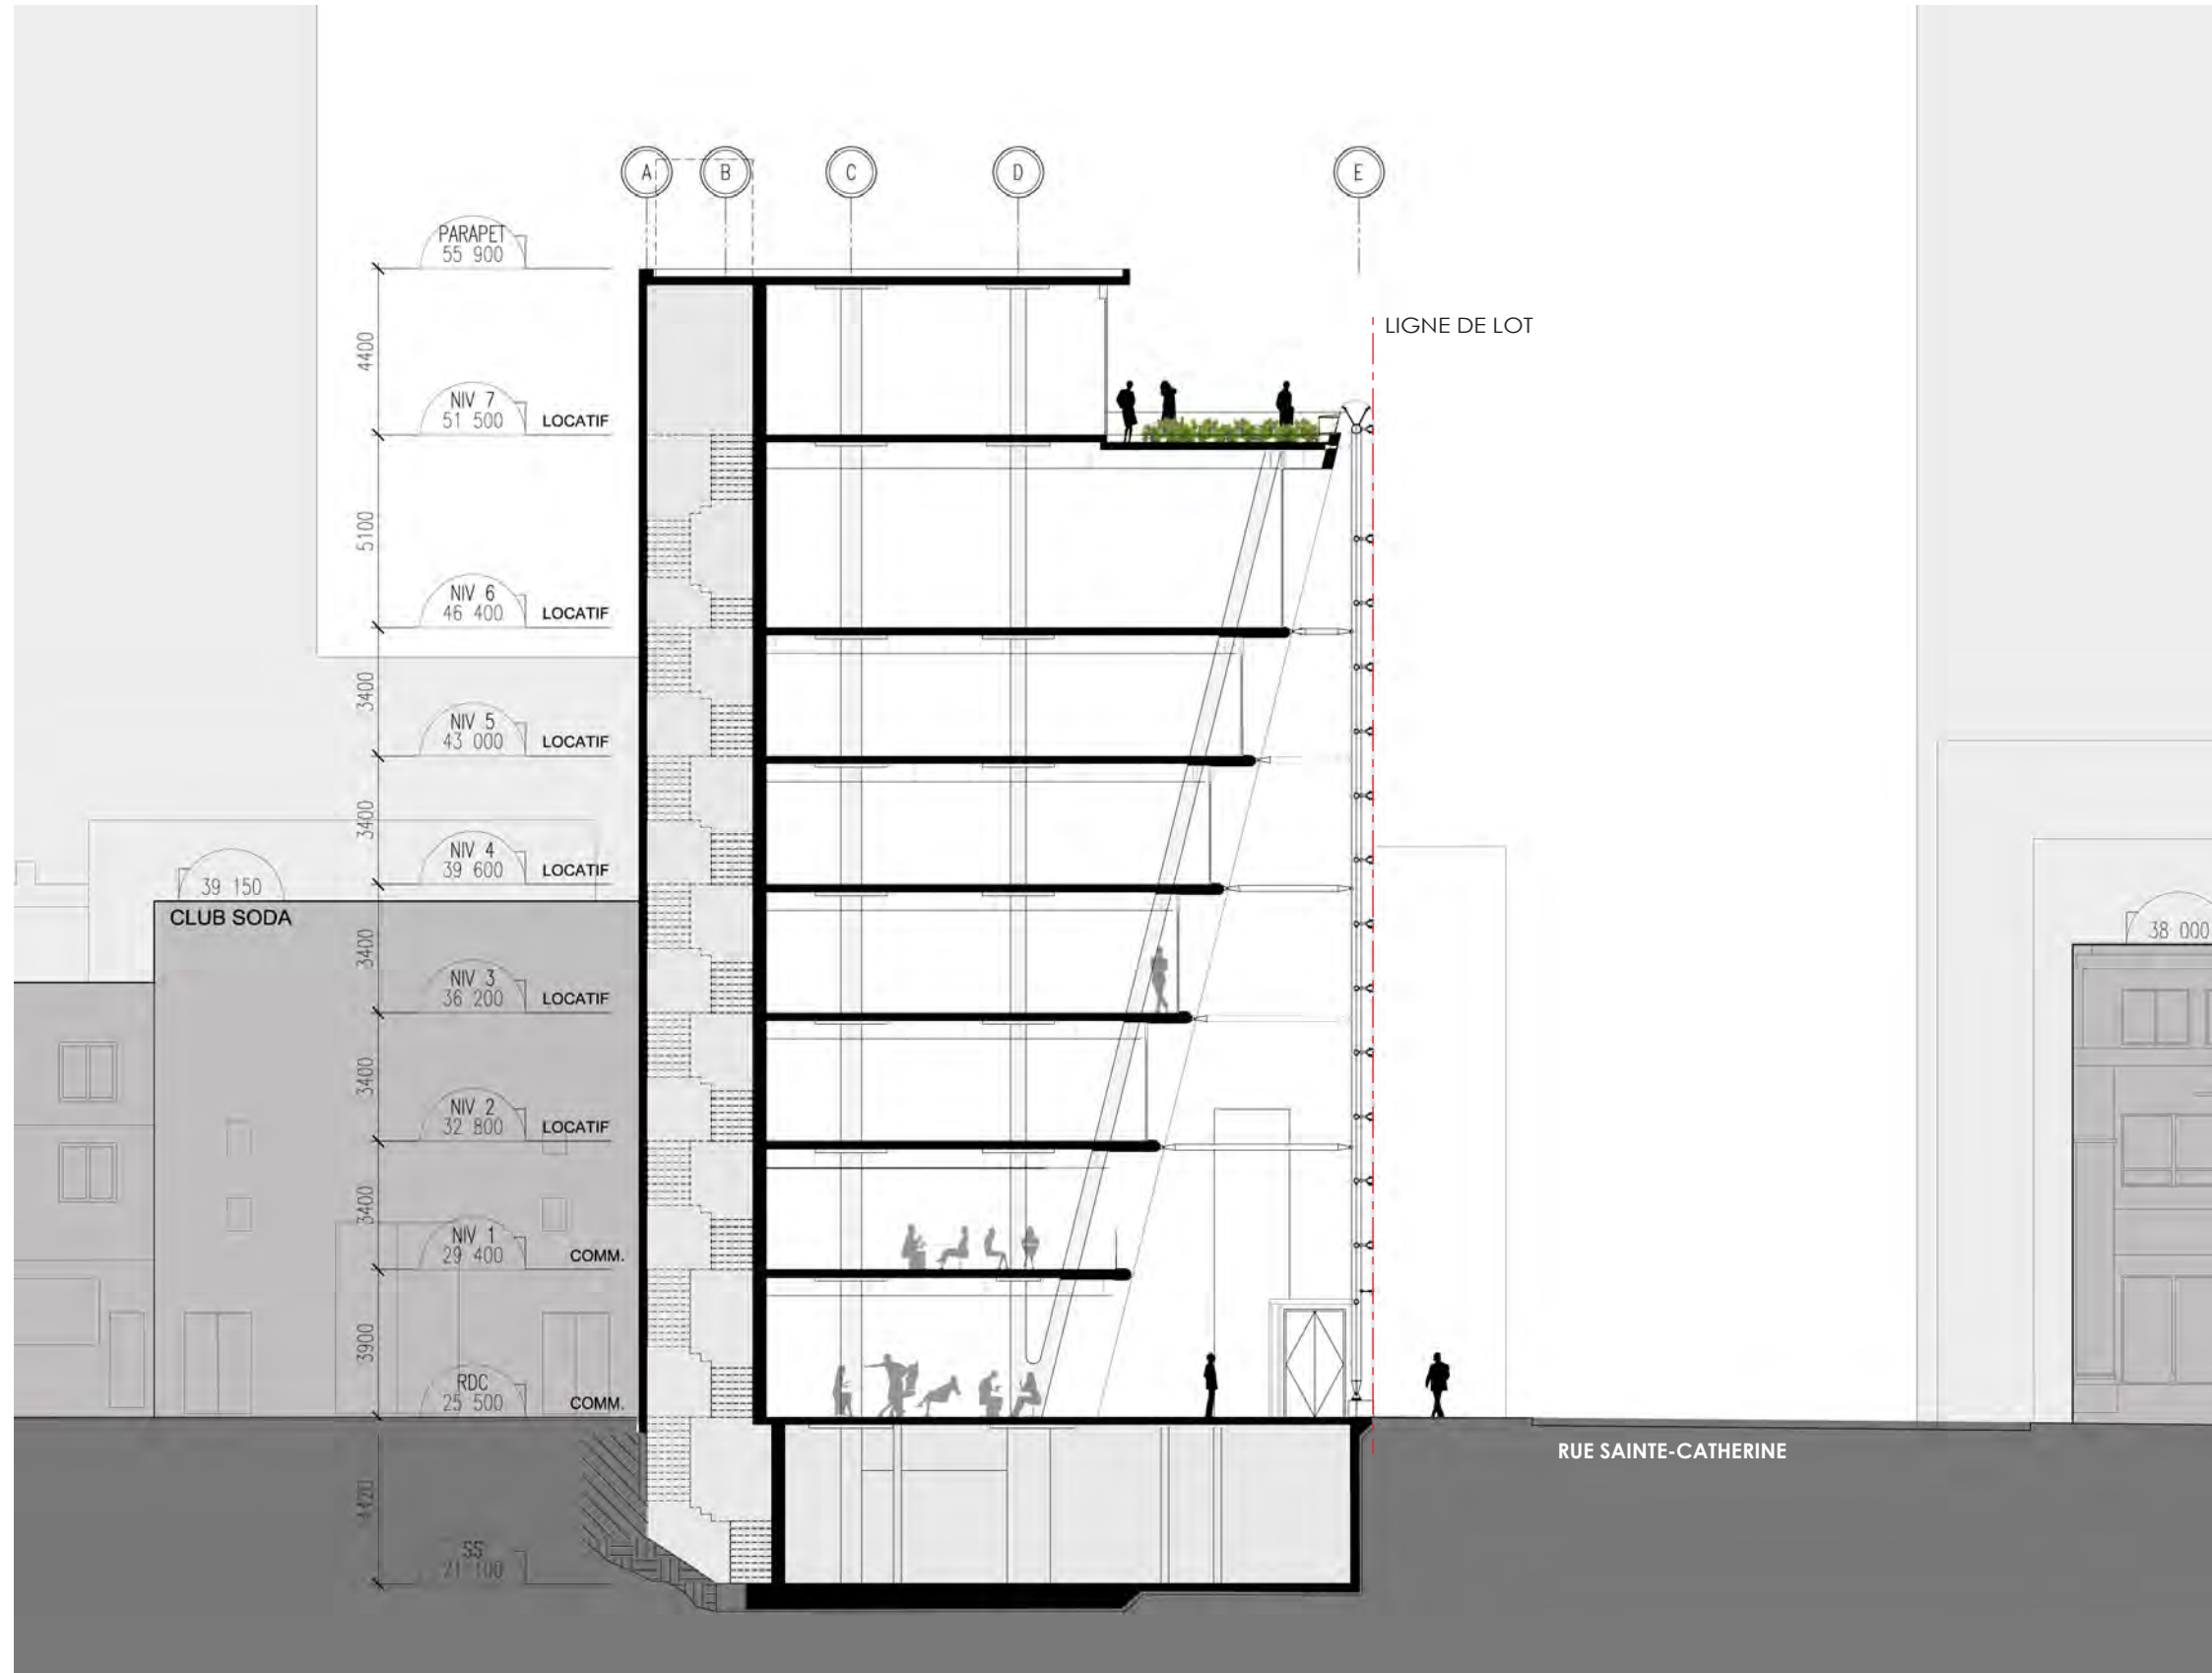 A
B
C
D
E
PARAPET
55 900
LIGNE DE LOT
4400
NIV 7
51 500
LOCATIF
5100
NIV 6
46 400
LOCATIF
3400
NIV 5
43 000
LOCATIF
3400
NIV 4
39 600
LOCATIF
39 150
CLUB SODA
38 000
3400
NIV 3
36 200
LOCATIF
3400
NIV 2
32 800
LOCATIF
3400
NIV 1
29 400
COMM.
3900
RDC
25 500
COMM.
RUE SAINTE-CATHERINE
SS
21 100